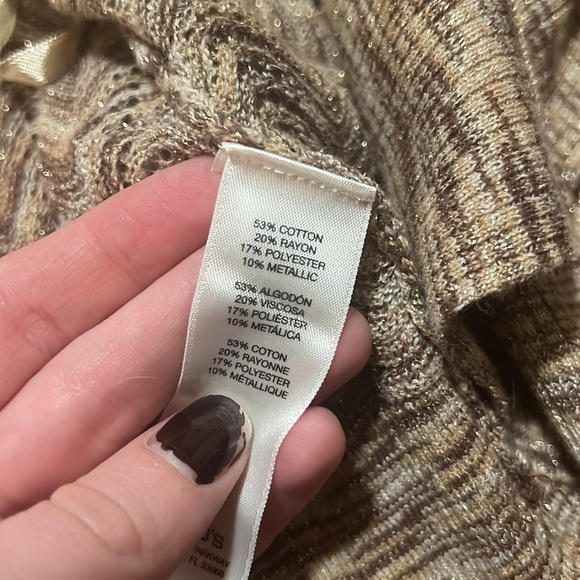 53% COTTON
20% RAYON
17% POLYESTER
10% METALLIC
53% ALGODÓN
20% VISCOSA
17% POLIÉSTER
10% METÁLICA
53% COTON
20% RAYONNE
17% POLYESTER
10% MÉTALLIQUE
PARKWAY